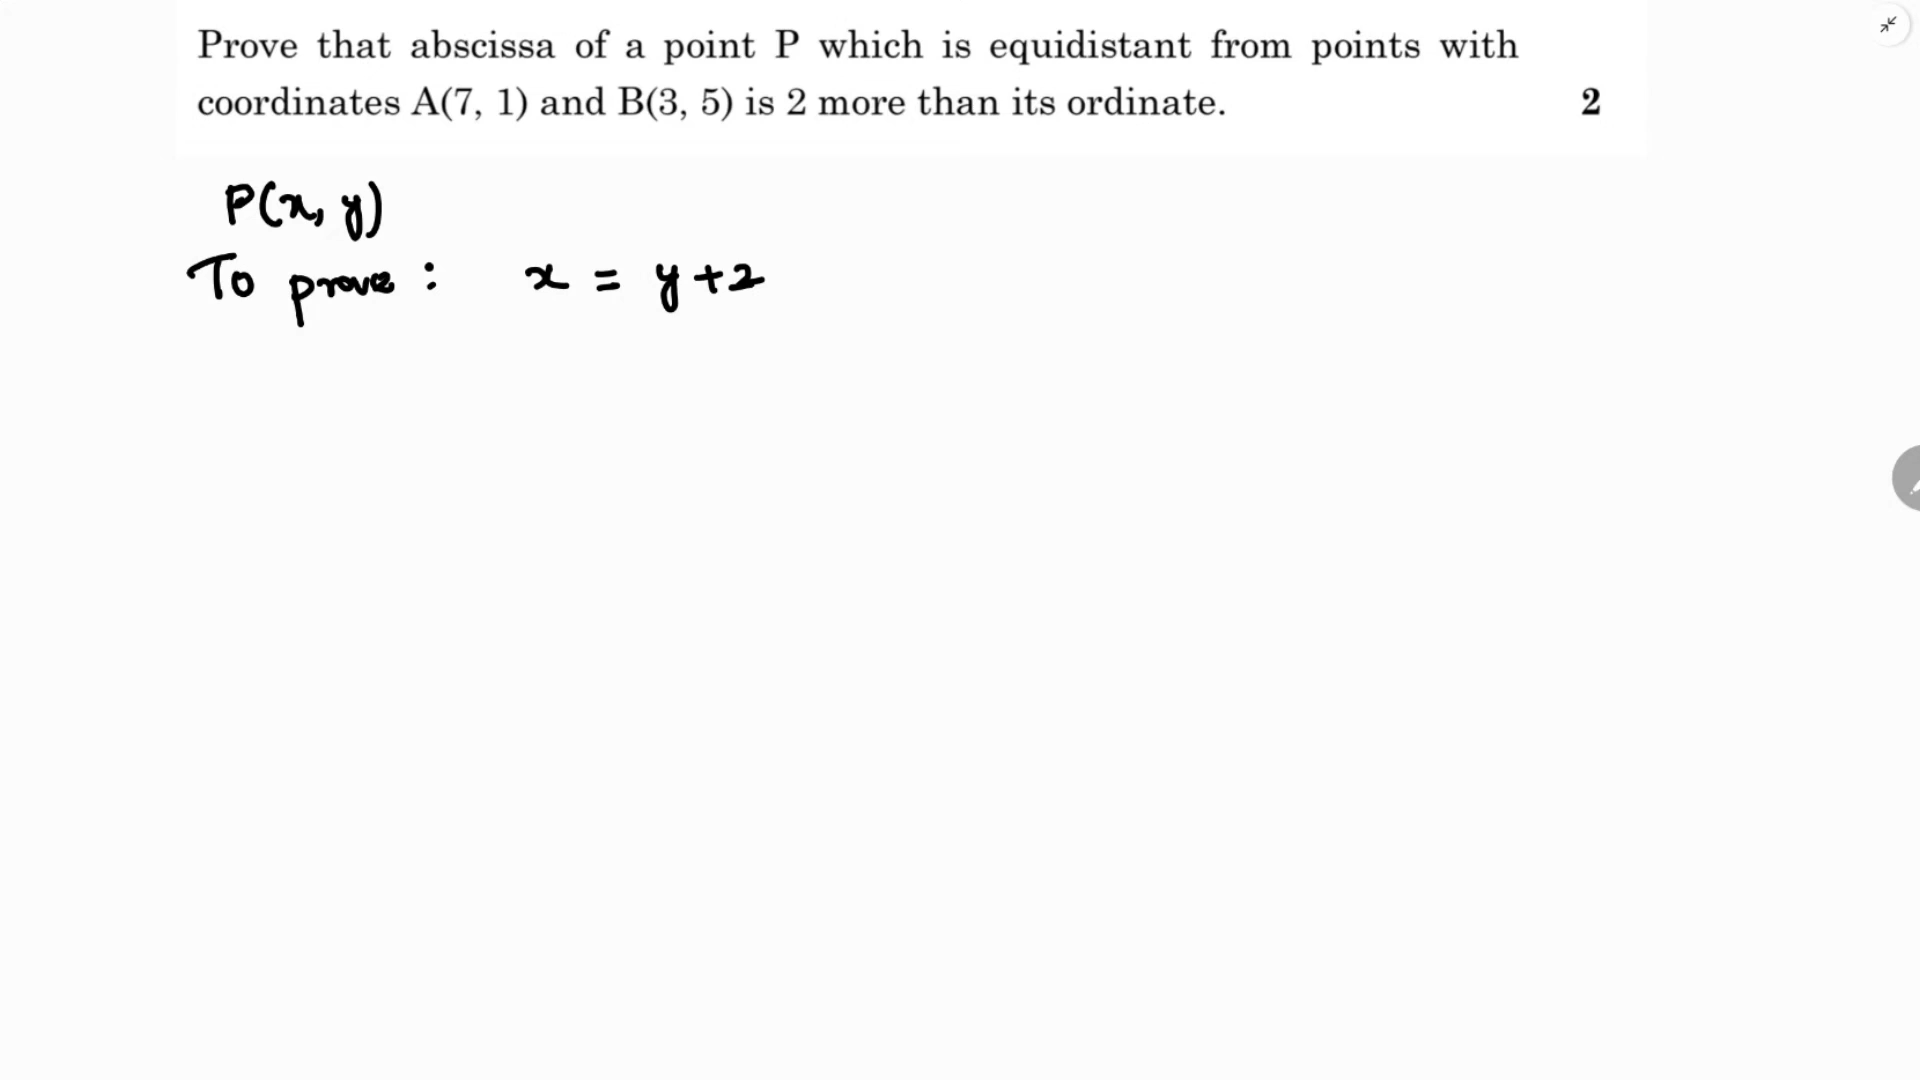 Prove that abscissa of a point P which is equidistant from points with
coordinates A(7, 1) and B(3, 5) is 2 more than its ordinate. 2
P(x, y)
To prove : x = y + 2